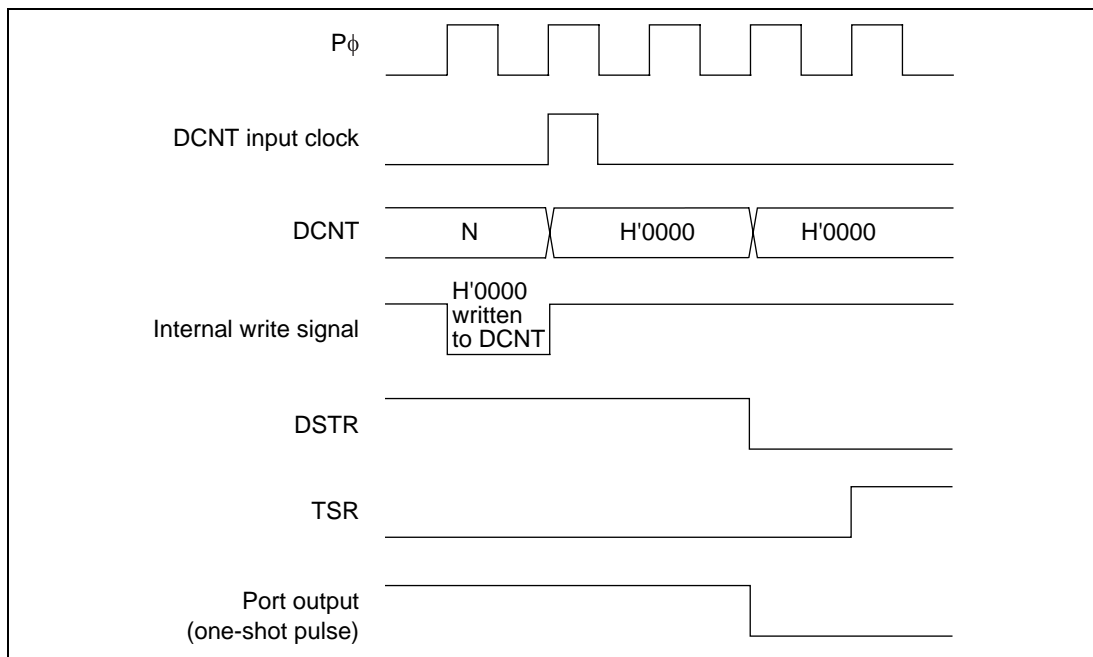 Pϕ
DCNT input clock
DCNT
N
H'0000
H'0000
Internal write signal
H'0000
written
to DCNT
DSTR
TSR
Port output
(one-shot pulse)